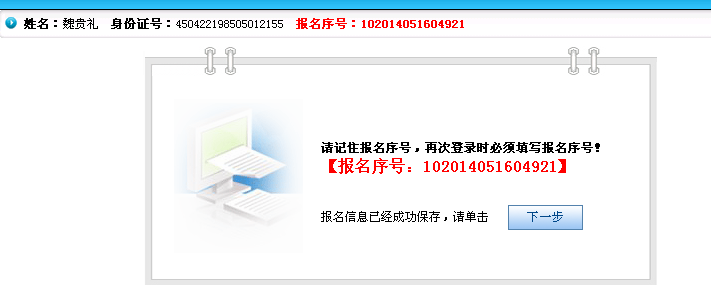 姓名：魏贵礼 身份证号：450422198505012155 报名序号：102014051604921
请记住报名序号，再次登录时必须填写报名序号！
【报名序号：102014051604921】
报名信息已经成功保存，请单击 下一步